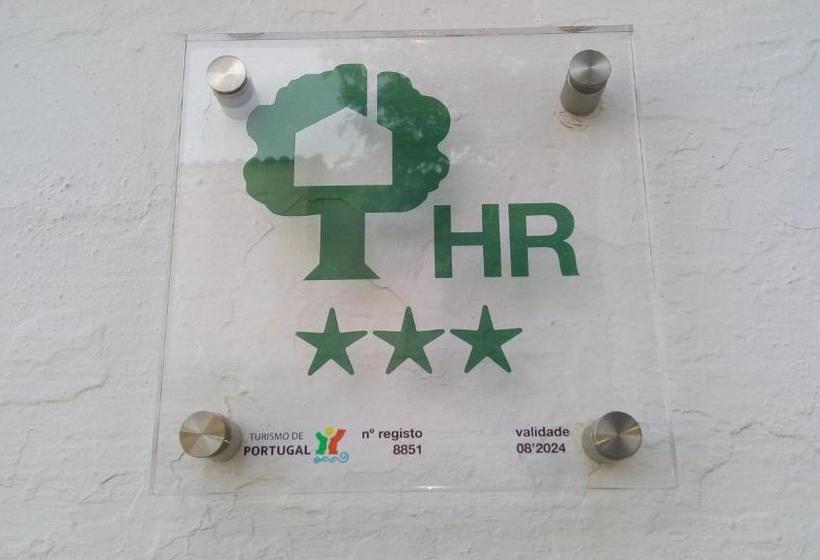 HR
TURISMO DE
PORTUGAL
nº registo
8851
validade
08'2024